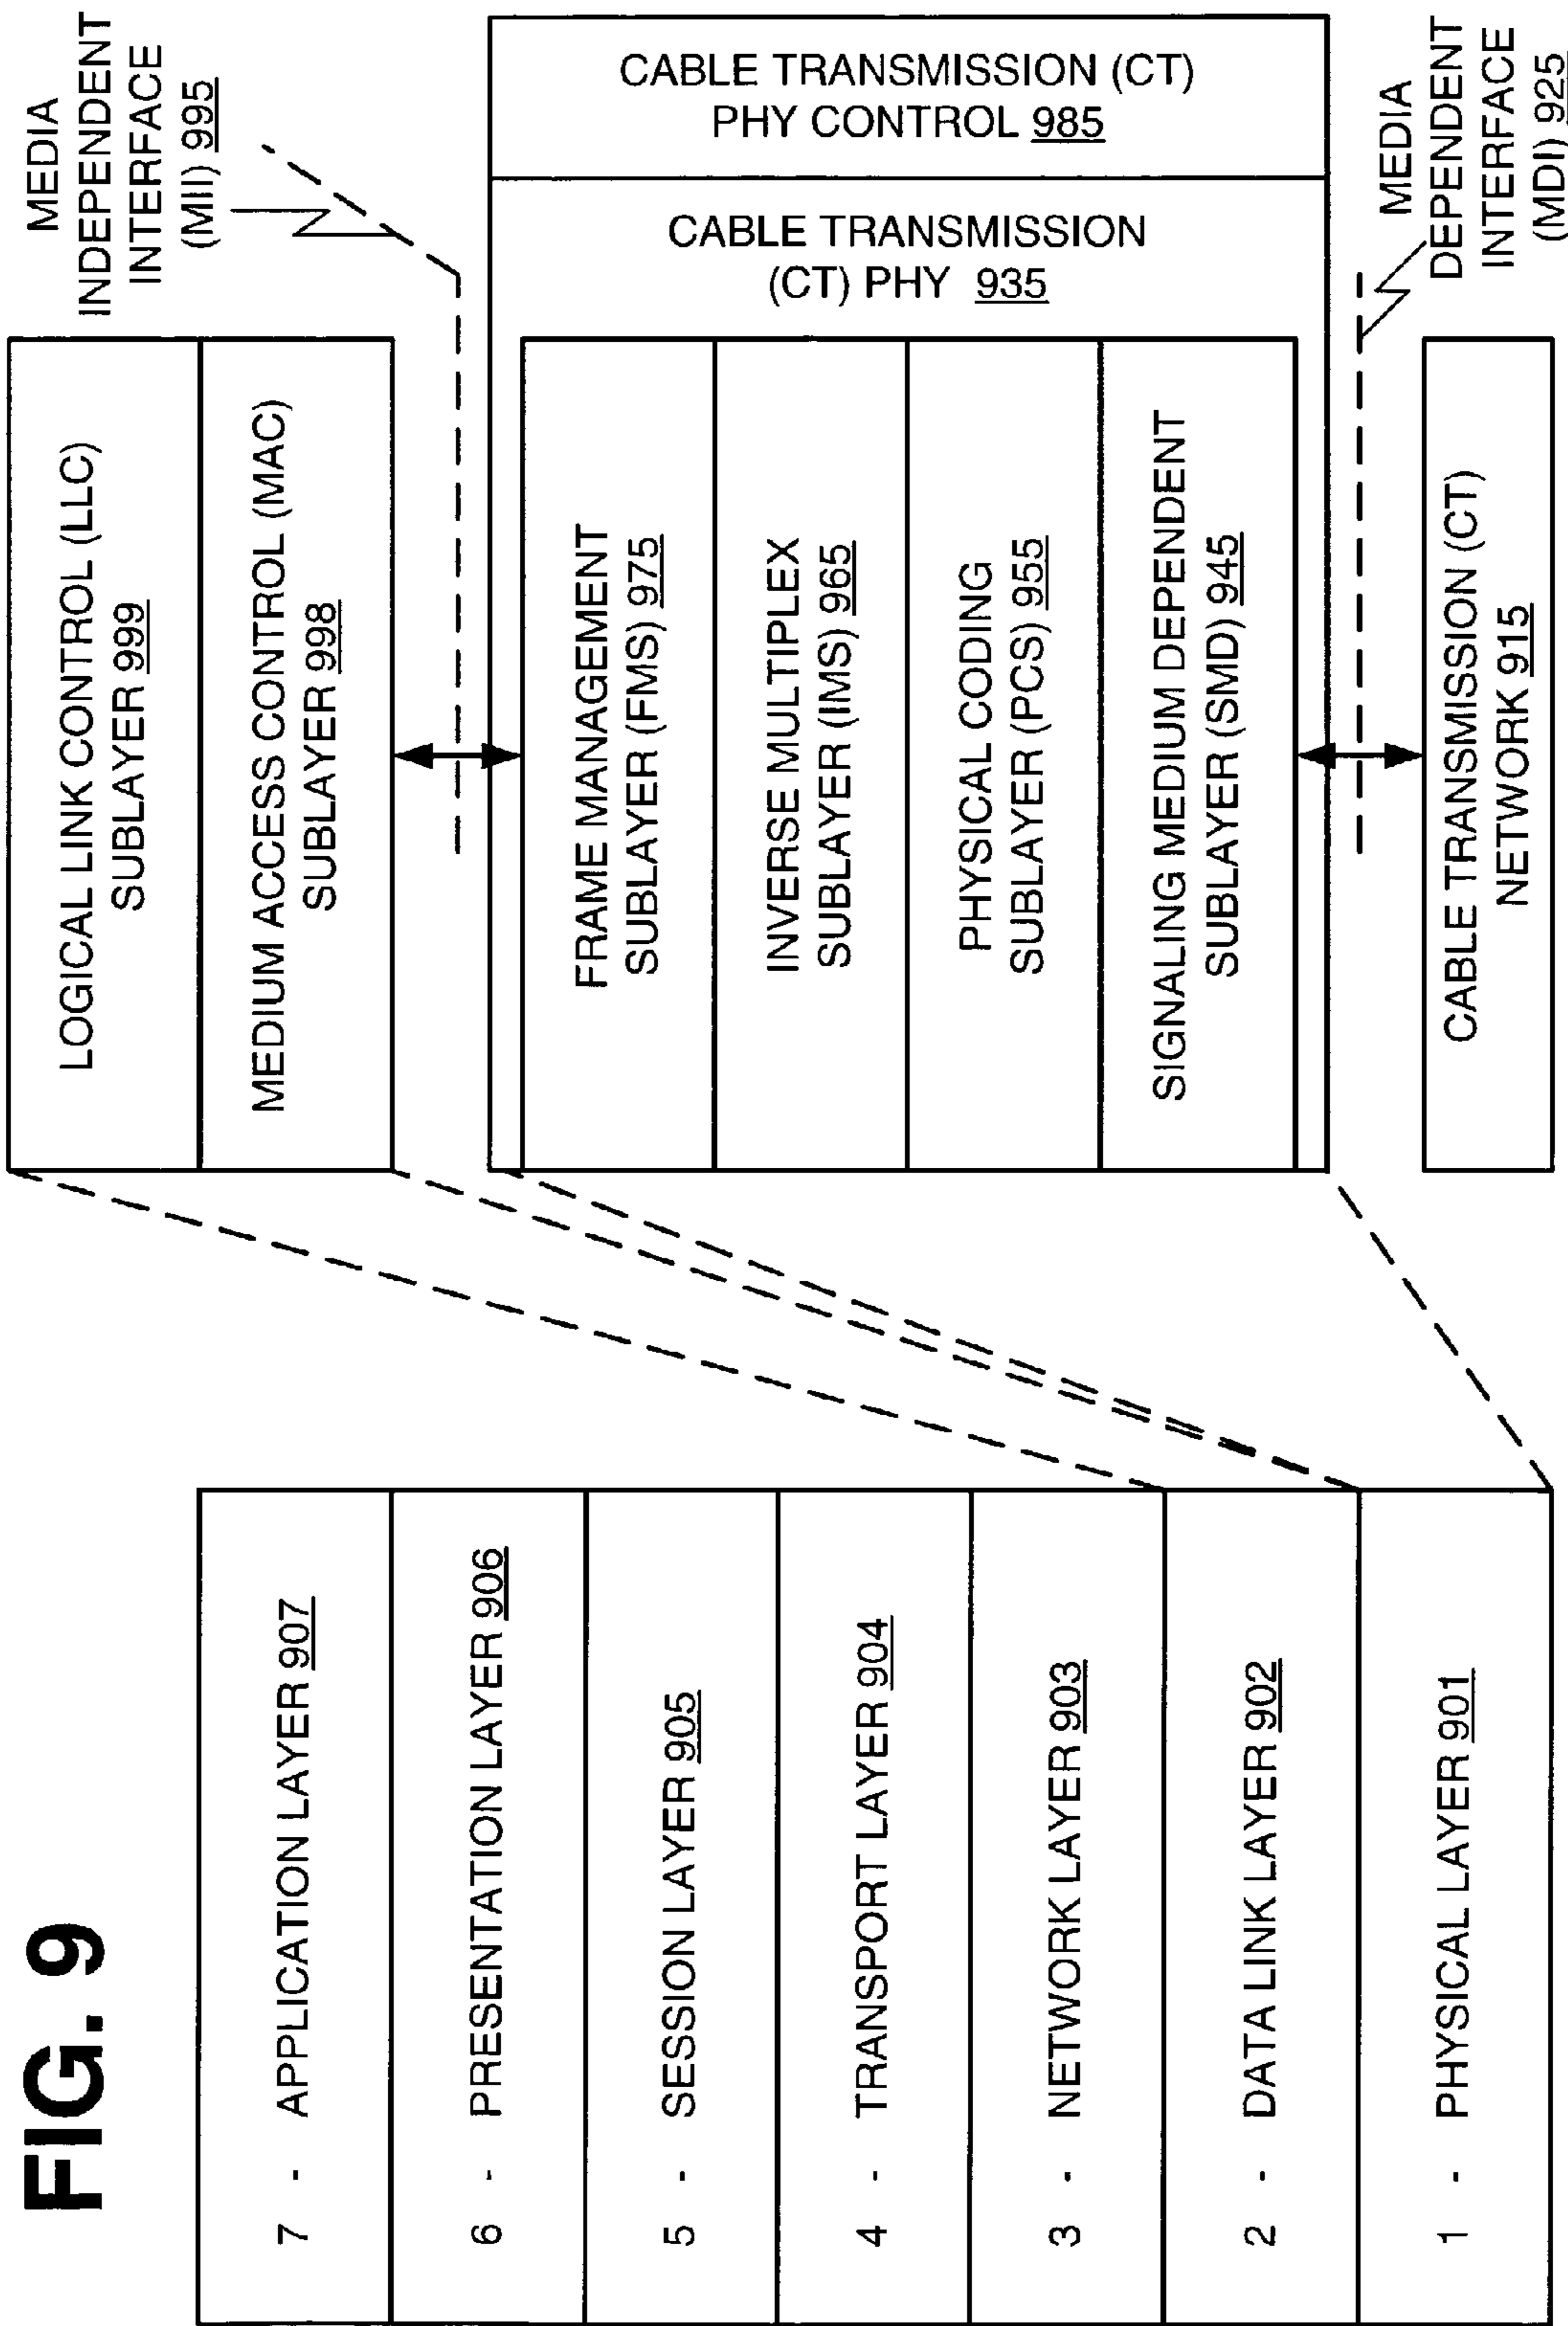 FIG. 9
7 - APPLICATION LAYER 907
6 - PRESENTATION LAYER 906
5 - SESSION LAYER 905
4 - TRANSPORT LAYER 904
3 - NETWORK LAYER 903
2 - DATA LINK LAYER 902
1 - PHYSICAL LAYER 901
LOGICAL LINK CONTROL (LLC)
SUBLAYER 999
MEDIUM ACCESS CONTROL (MAC)
SUBLAYER 998
MEDIA
INDEPENDENT
INTERFACE
(MII) 995
FRAME MANAGEMENT
SUBLAYER (FMS) 975
INVERSE MULTIPLEX
SUBLAYER (IMS) 965
PHYSICAL CODING
SUBLAYER (PCS) 955
SIGNALING MEDIUM DEPENDENT
SUBLAYER (SMD) 945
CABLE TRANSMISSION
(CT) PHY 935
CABLE TRANSMISSION (CT)
PHY CONTROL 985
MEDIA
DEPENDENT
INTERFACE
(MDI) 925
CABLE TRANSMISSION (CT)
NETWORK 915